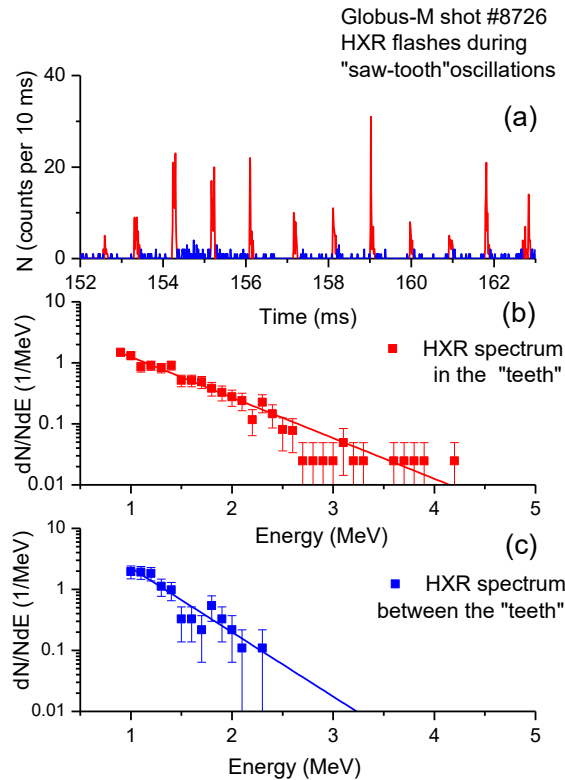 Globus-M shot #8726
HXR flashes during
"saw-tooth"oscillations
(a)
N (counts per 10 ms)
40
20
0
152 154 156 158 160 162
Time (ms)
(b)
dN/NdE (1/MeV)
10
1
0.1
0.01
HXR spectrum
in the "teeth"
1 2 3 4 5
Energy (MeV)
(c)
dN/NdE (1/MeV)
10
1
0.1
0.01
HXR spectrum
between the "teeth"
1 2 3 4 5
Energy (MeV)